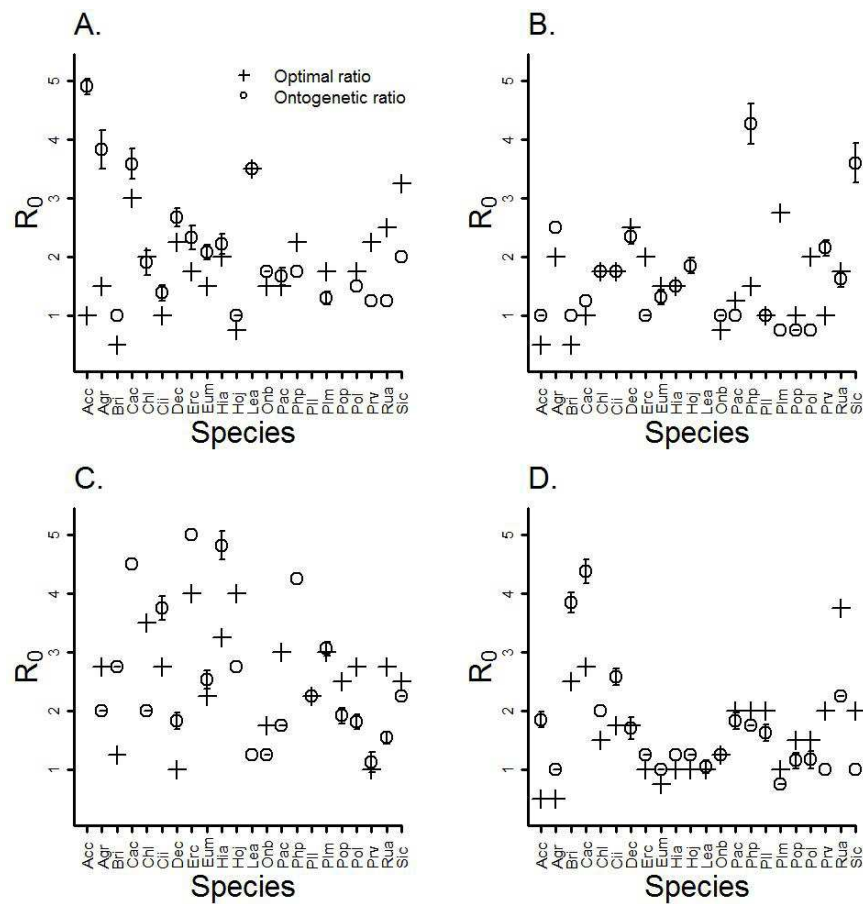 A.
5
4
3
2
1
R0
Optimal ratio
Ontogenetic ratio
Acc Agr Bri Cac Chl Cii Dec Erc Eum Hia Hoj Lea Onb Pac Php Pll Plm Pop Pol Prv Rua Sic
Species
B.
5
4
3
2
1
R0
Acc Agr Bri Cac Chl Cii Dec Erc Eum Hia Hoj Lea Onb Pac Php Pll Plm Pop Pol Prv Rua Sic
Species
C.
5
4
3
2
1
R0
Acc Agr Bri Cac Chl Cii Dec Erc Eum Hia Hoj Lea Onb Pac Php Pll Plm Pop Pol Prv Rua Sic
Species
D.
5
4
3
2
1
R0
Acc Agr Bri Cac Chl Cii Dec Erc Eum Hia Hoj Lea Onb Pac Php Pll Plm Pop Pol Prv Rua Sic
Species